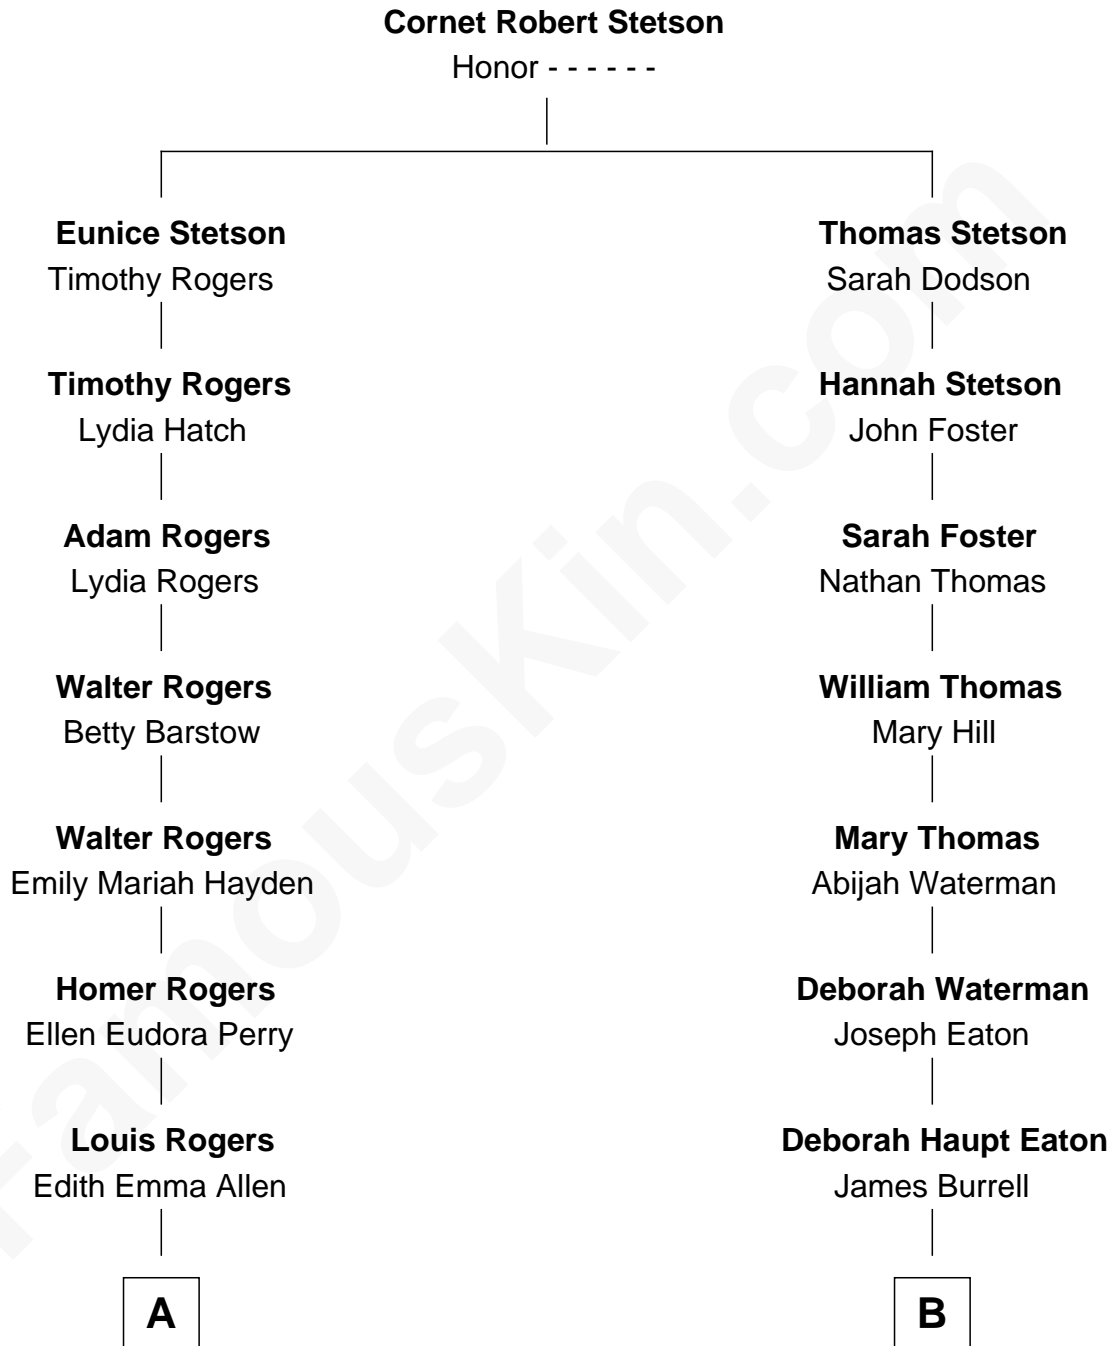 Cornet Robert Stetson
Honor - - - - - -
Eunice Stetson
Timothy Rogers
Thomas Stetson
Sarah Dodson
Timothy Rogers
Lydia Hatch
Hannah Stetson
John Foster
Adam Rogers
Lydia Rogers
Sarah Foster
Nathan Thomas
Walter Rogers
Betty Barstow
William Thomas
Mary Hill
Walter Rogers
Emily Mariah Hayden
Mary Thomas
Abijah Waterman
Homer Rogers
Ellen Eudora Perry
Deborah Waterman
Joseph Eaton
Louis Rogers
Edith Emma Allen
Deborah Haupt Eaton
James Burrell
A
B
FamousKin.com